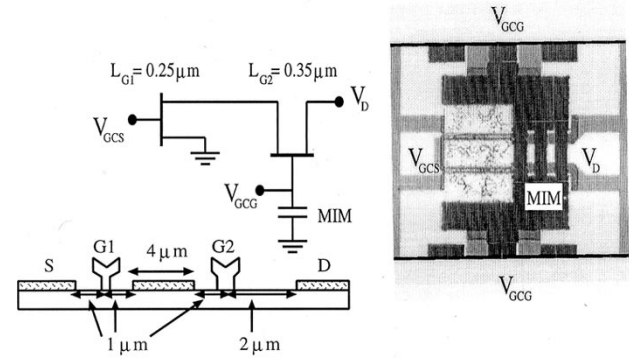 L_G1=0.25μm
L_G2=0.35μm
V_D
V_GCS
V_GCG
MIM
G1
4μm
G2
S
D
1μm
2μm
V_GCG
V_GCS
V_D
MIM
V_GCG